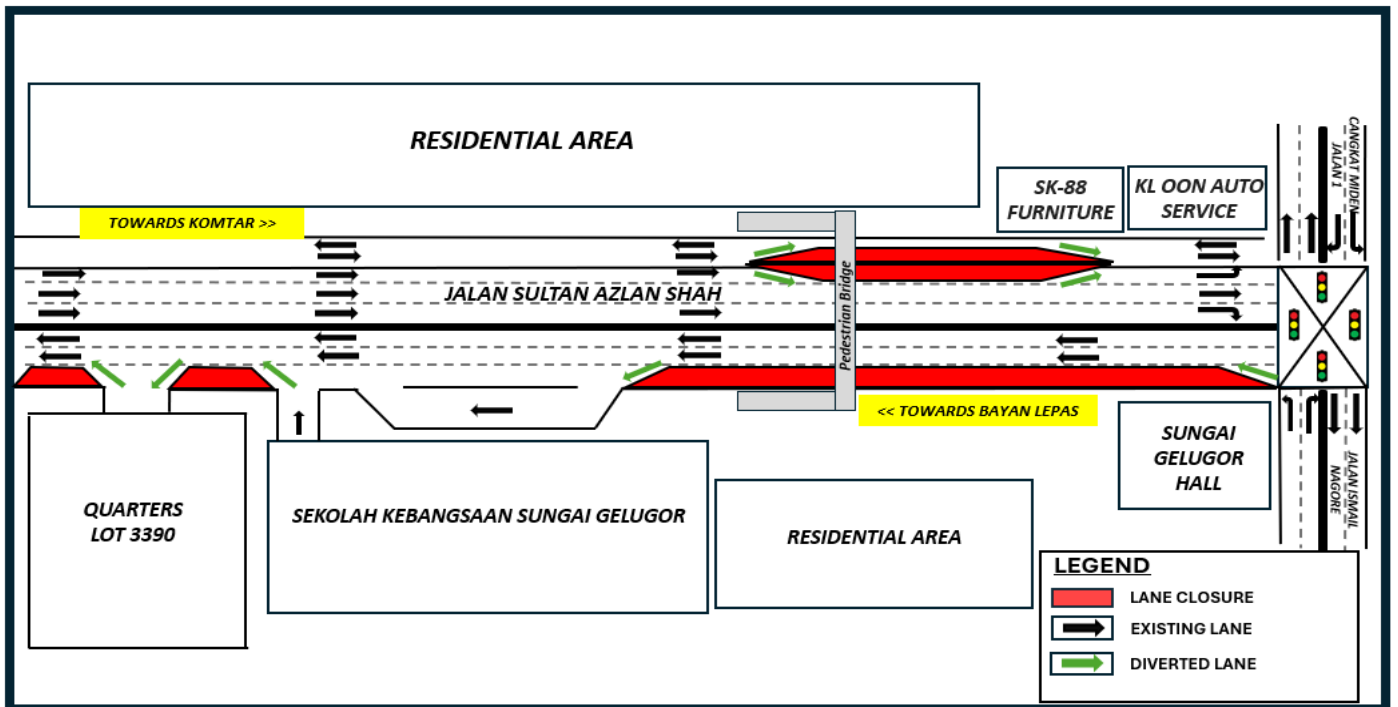 RESIDENTIAL AREA
CANGKAT MIDEN
JALAN 1
SK-88
FURNITURE
KL OON AUTO
SERVICE
TOWARDS KOMTAR >>
JALAN SULTAN AZLAN SHAH
Pedestrian Bridge
<< TOWARDS BAYAN LEPAS
SUNGAI
GELUGOR
HALL
JALAN ISMAIL
NAGORE
QUARTERS
LOT 3390
SEKOLAH KEBANGSAAN SUNGAI GELUGOR
RESIDENTIAL AREA
LEGEND
LANE CLOSURE
EXISTING LANE
DIVERTED LANE